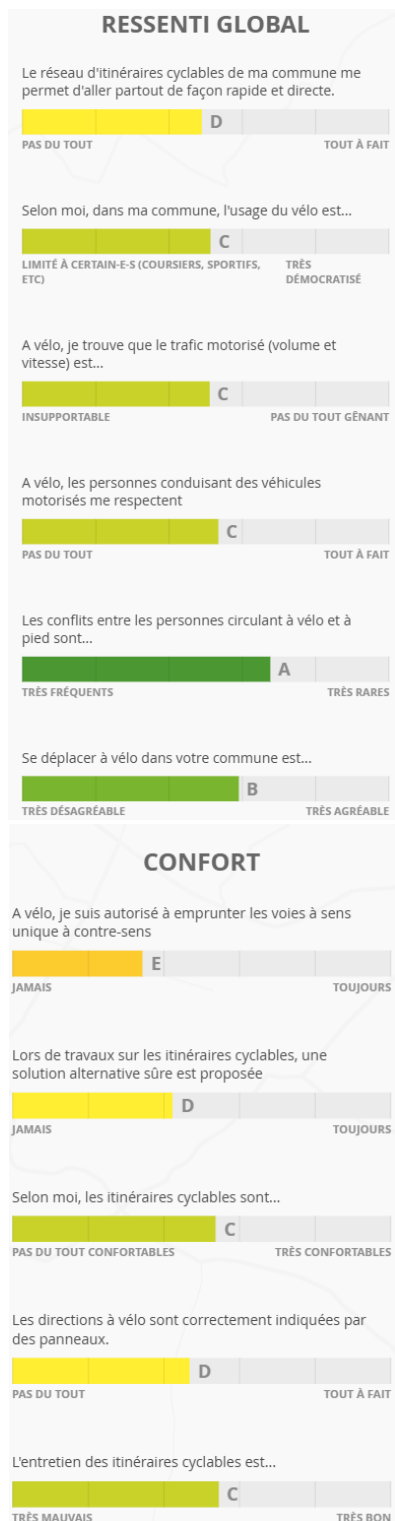 RESSENTI GLOBAL
Le réseau d'itinéraires cyclables de ma commune me
permet d'aller partout de façon rapide et directe.
D
PAS DU TOUT TOUT À FAIT
Selon moi, dans ma commune, l'usage du vélo est...
C
LIMITÉ À CERTAIN-E-S (COURSIERS, SPORTIFS, TRÈS
ETC) DÉMOCRATISÉ
A vélo, je trouve que le trafic motorisé (volume et
vitesse) est...
C
INSUPPORTABLE PAS DU TOUT GÊNANT
A vélo, les personnes conduisant des véhicules
motorisés me respectent
C
PAS DU TOUT TOUT À FAIT
Les conflits entre les personnes circulant à vélo et à
pied sont...
A
TRÈS FRÉQUENTS TRÈS RARES
Se déplacer à vélo dans votre commune est...
B
TRÈS DÉSAGRÉABLE TRÈS AGRÉABLE
CONFORT
A vélo, je suis autorisé à emprunter les voies à sens
unique à contre-sens
E
JAMAIS TOUJOURS
Lors de travaux sur les itinéraires cyclables, une
solution alternative sûre est proposée
D
JAMAIS TOUJOURS
Selon moi, les itinéraires cyclables sont...
C
PAS DU TOUT CONFORTABLES TRÈS CONFORTABLES
Les directions à vélo sont correctement indiquées par
des panneaux.
D
PAS DU TOUT TOUT À FAIT
L'entretien des itinéraires cyclables est...
C
TRÈS MAUVAIS TRÈS BON